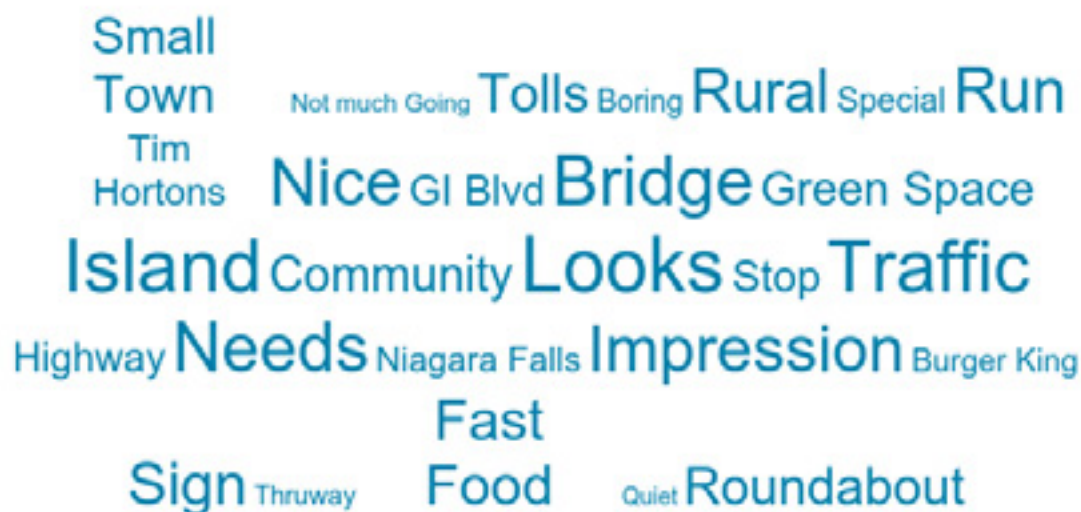 Small
Town Not much Going Tolls Boring Rural Special Run
Tim
Hortons Nice GI Blvd Bridge Green Space
Island Community Looks Stop Traffic
Highway Needs Niagara Falls Impression Burger King
Fast
Sign Thruway Food Quiet Roundabout